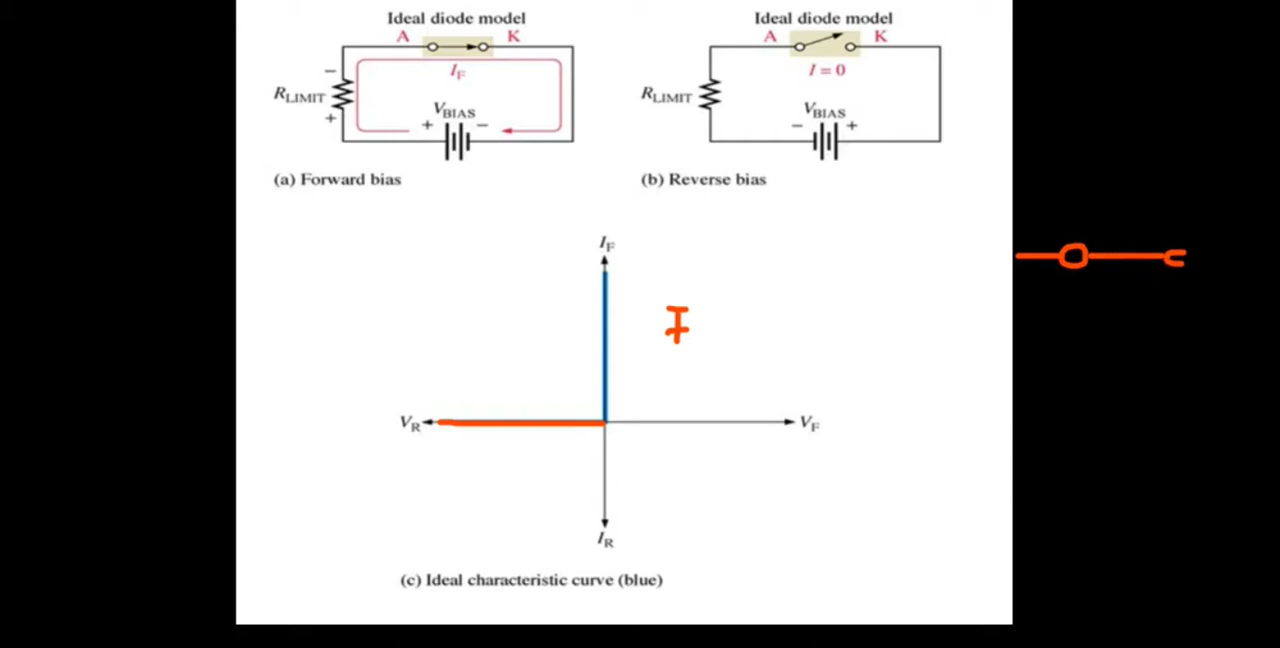 Ideal diode model
A K
I_F
R_LIMIT
− +
V_BIAS
+ −
(a) Forward bias
Ideal diode model
A K
I = 0
R_LIMIT
V_BIAS
− +
(b) Reverse bias
I_F
I
V_R V_F
I_R
(c) Ideal characteristic curve (blue)